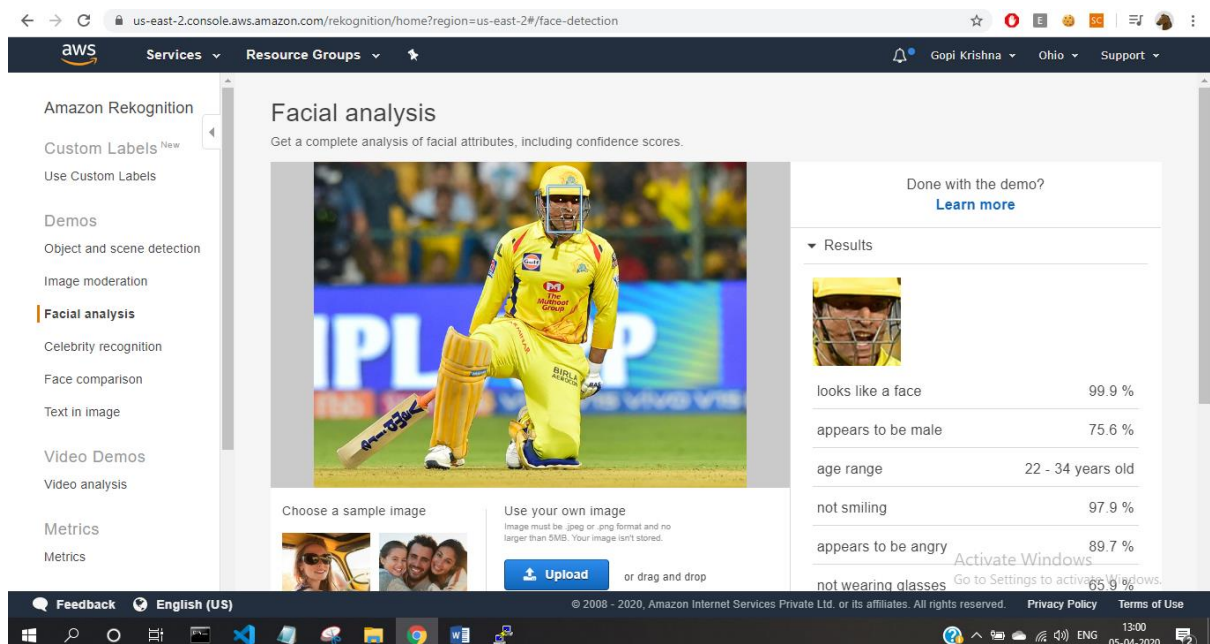 us-east-2.console.aws.amazon.com/rekognition/home?region=us-east-2#/face-detection
aws Services Resource Groups Gopi Krishna Ohio Support
Amazon Rekognition
Custom Labels New
Use Custom Labels
Demos
Object and scene detection
Image moderation
Facial analysis
Celebrity recognition
Face comparison
Text in image
Video Demos
Video analysis
Metrics
Metrics
Facial analysis
Get a complete analysis of facial attributes, including confidence scores.
Gulf
The
Muthoot
Group
BIRLA
IPL
P
VIVO
Choose a sample image
Use your own image
Image must be .jpeg or .png format and no
larger than 5MB. Your image isn't stored.
Upload or drag and drop
Done with the demo?
Learn more
Results
looks like a face 99.9 %
appears to be male 75.6 %
age range 22 - 34 years old
not smiling 97.9 %
appears to be angry 89.7 %
not wearing glasses 65.9 %
Activate Windows
Go to Settings to activate Windows.
Feedback English (US) © 2008 - 2020, Amazon Internet Services Private Ltd. or its affiliates. All rights reserved. Privacy Policy Terms of Use
ENG
13:00
05-04-2020